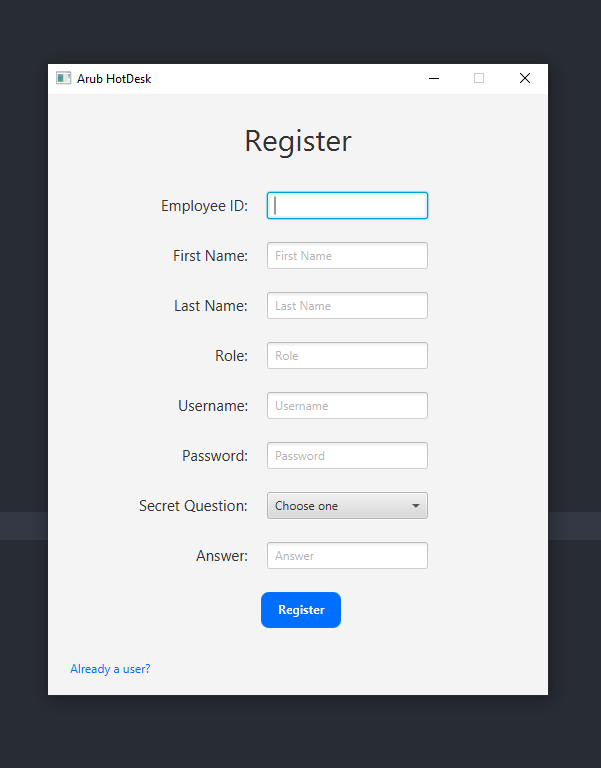 Arub HotDesk
Register
Employee ID:
First Name: First Name
Last Name: Last Name
Role: Role
Username: Username
Password: Password
Secret Question: Choose one
Answer: Answer
Register
Already a user?